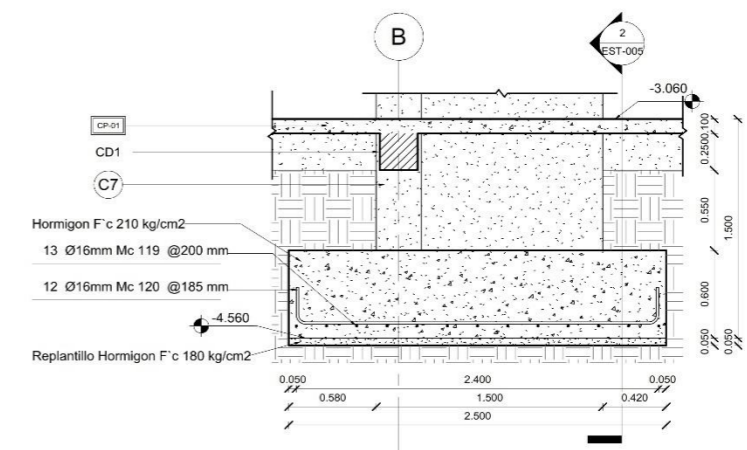 B
2
EST-005
-3.060
CP-01
CD1
C7
Hormigon F`c 210 kg/cm2
13 Ø16mm Mc 119 @200 mm
12 Ø16mm Mc 120 @185 mm
-4.560
Replantillo Hormigon F`c 180 kg/cm2
0.100
0.250
0.550
0.600
0.050
1.500
0.050
0.050
2.400
0.050
0.580
1.500
0.420
2.500